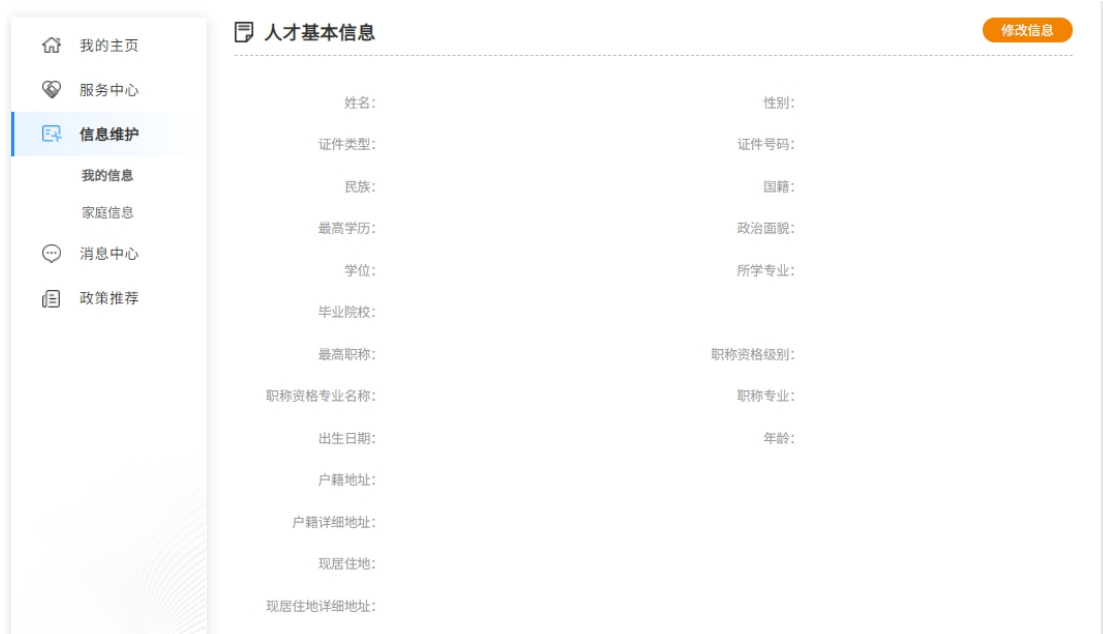 我的主页
服务中心
信息维护
我的信息
家庭信息
消息中心
政策推荐
人才基本信息
修改信息
姓名： 性别：
证件类型： 证件号码：
民族： 国籍：
最高学历： 政治面貌：
学位： 所学专业：
毕业院校：
最高职称： 职称资格级别：
职称资格专业名称： 职称专业：
出生日期： 年龄：
户籍地址：
户籍详细地址：
现居住地：
现居住地详细地址：